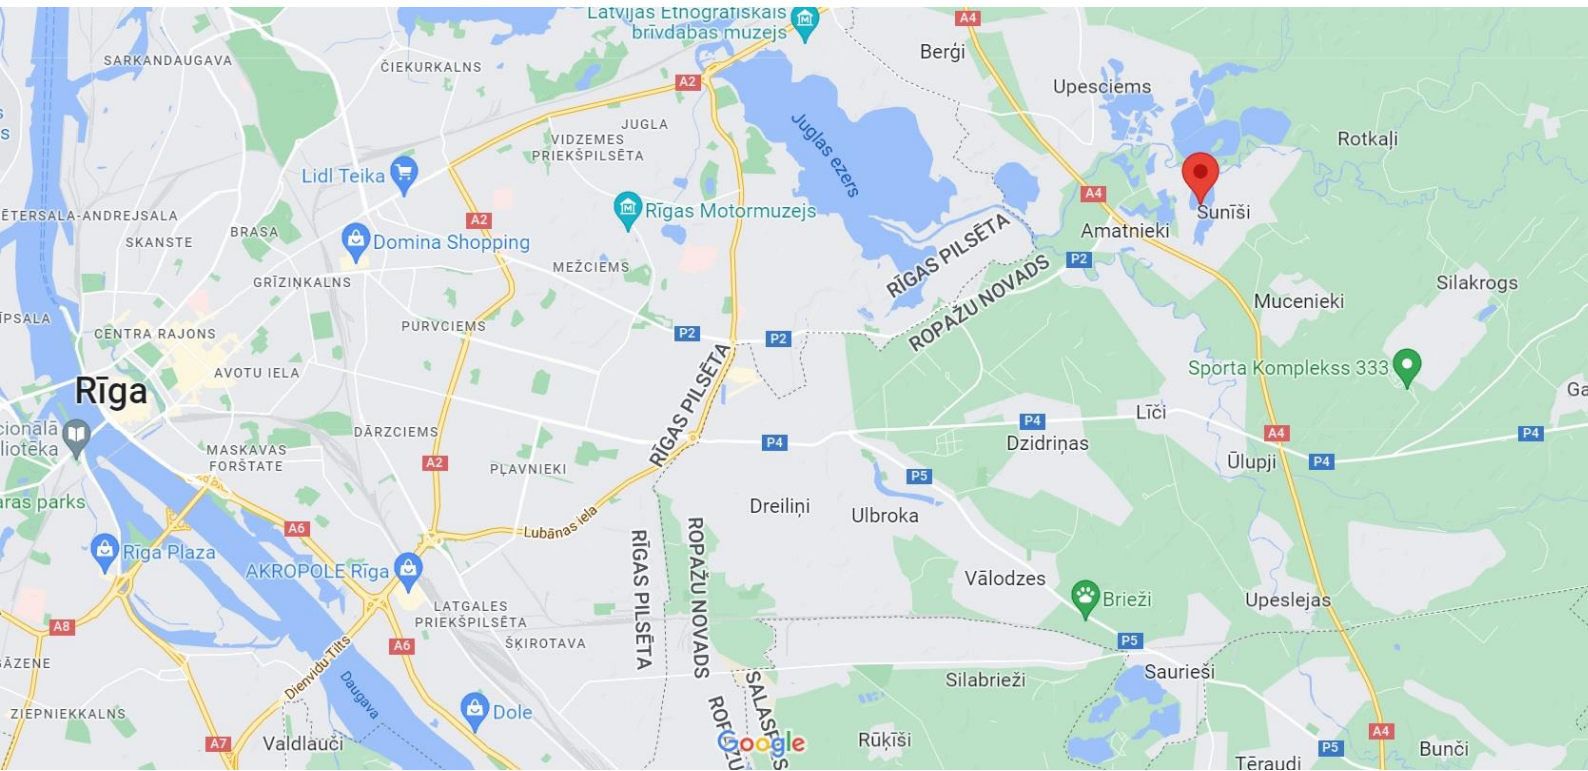 Latvijas Etnogrāfiskais
brīvdabas muzejs
A4
Berģi
SARKANDAUGAVA
ČIEKURKALNS
A2
Upesciems
JUGLA
VIDZEMES
PRIEKŠPILSĒTA
Juglas ezers
Rotkaļi
Lidl Teika
A4
Rīgas Motormuzejs
Sunīši
ĒTERSALA-ANDREJSALA
A2
BRASA
SKANSTE
Domina Shopping
Amatnieki
RĪGAS PILSĒTA
P2
MEŽCIEMS
GRĪZIŅKALNS
ROPAŽU NOVADS
Silakrogs
Mucenieki
ĪPSALA
CENTRA RAJONS
PURVCIEMS
P2
P2
AVOTU IELA
Sporta Komplekss 333
Rīga
RĪGAS PILSĒTA
Ga
Līči
P4
DĀRZCIEMS
cionālā
liotēka
P4
Dzidriņas
A4
P4
MASKAVAS
FORŠTATE
A2
PĻAVNIEKI
P5
Ūlupji
P4
aras parks
Dreiliņi
Ulbroka
A6
Lubānas iela
Rīga Plaza
RĪGAS PILSĒTA
ROPAŽU NOVADS
AKROPOLE Rīga
Vālodzes
Brieži
Upeslejas
LATGALES
PRIEKŠPILSĒTA
A8
A6
ŠĶIROTAVA
P5
Dienvidu Tilts
Daugava
Silabrieži
Saurieši
ZIEPNIEKKALNS
Dole
A7
Valdlauči
Google
Rūķīši
A4
P5
Bunči
Tēraudi